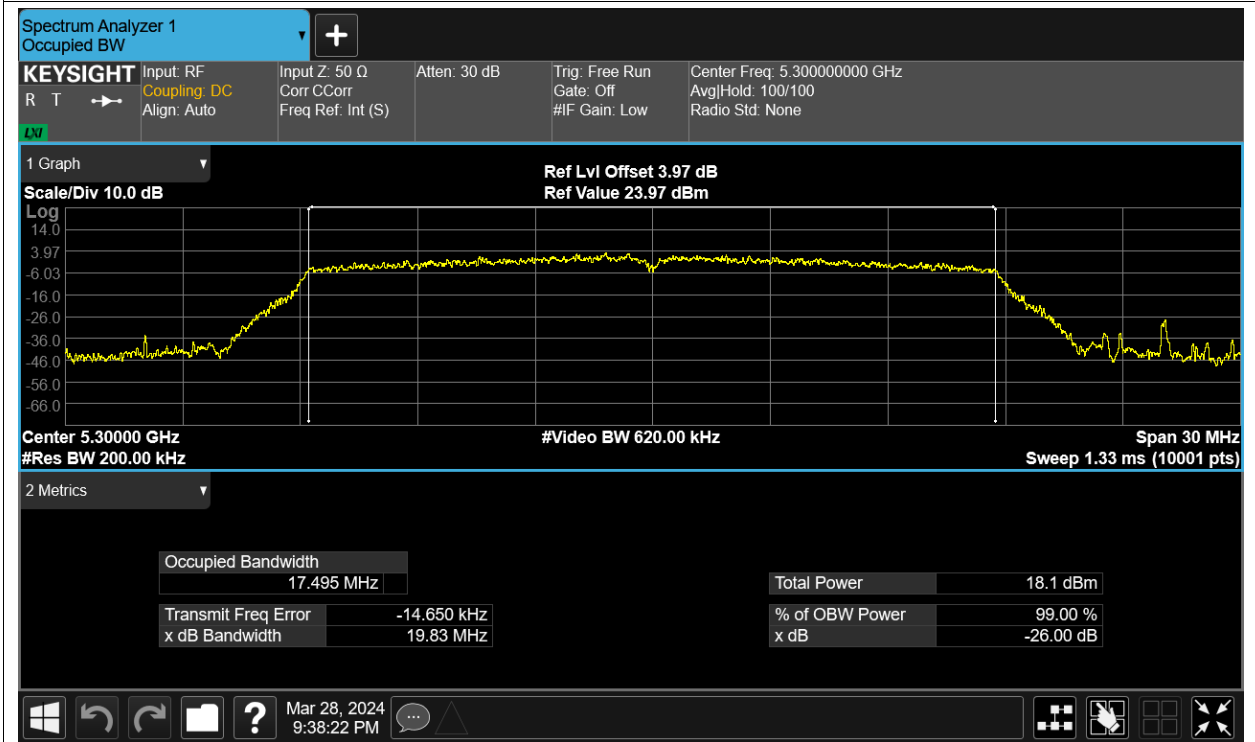 Spectrum Analyzer 1
Occupied BW
KEYSIGHT
R T
LXI
Input: RF
Coupling: DC
Align: Auto
Input Z: 50 Ω
Corr CCorr
Freq Ref: Int (S)
Atten: 30 dB
Trig: Free Run
Gate: Off
#IF Gain: Low
Center Freq: 5.300000000 GHz
Avg|Hold: 100/100
Radio Std: None
1 Graph
Scale/Div 10.0 dB
Ref Lvl Offset 3.97 dB
Ref Value 23.97 dBm
Log
14.0
3.97
-6.03
-16.0
-26.0
-36.0
-46.0
-56.0
-66.0
Center 5.30000 GHz
#Video BW 620.00 kHz
Span 30 MHz
#Res BW 200.00 kHz
Sweep 1.33 ms (10001 pts)
2 Metrics
Occupied Bandwidth
17.495 MHz
Total Power 18.1 dBm
Transmit Freq Error -14.650 kHz
% of OBW Power 99.00 %
x dB Bandwidth 19.83 MHz
x dB -26.00 dB
?
Mar 28, 2024
9:38:22 PM